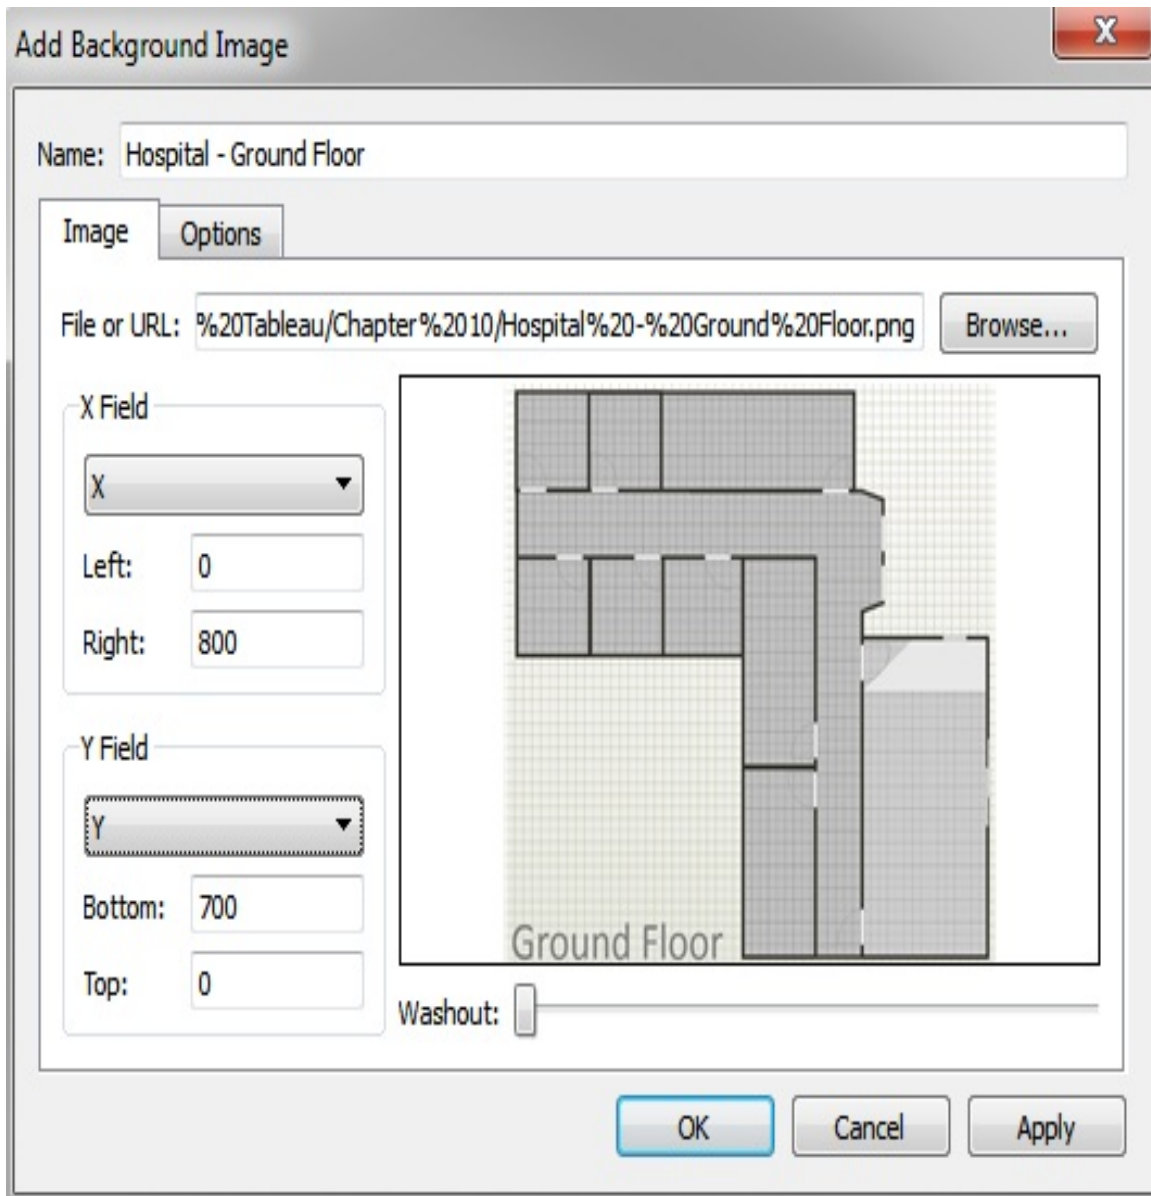 Add Background Image
X
Name: Hospital - Ground Floor
Image Options
File or URL: %20Tableau/Chapter%2010/Hospital%20-%20Ground%20Floor.png Browse...
X Field
X
Left: 0
Right: 800
Y Field
Y
Bottom: 700
Top: 0
Ground Floor
Washout:
OK Cancel Apply